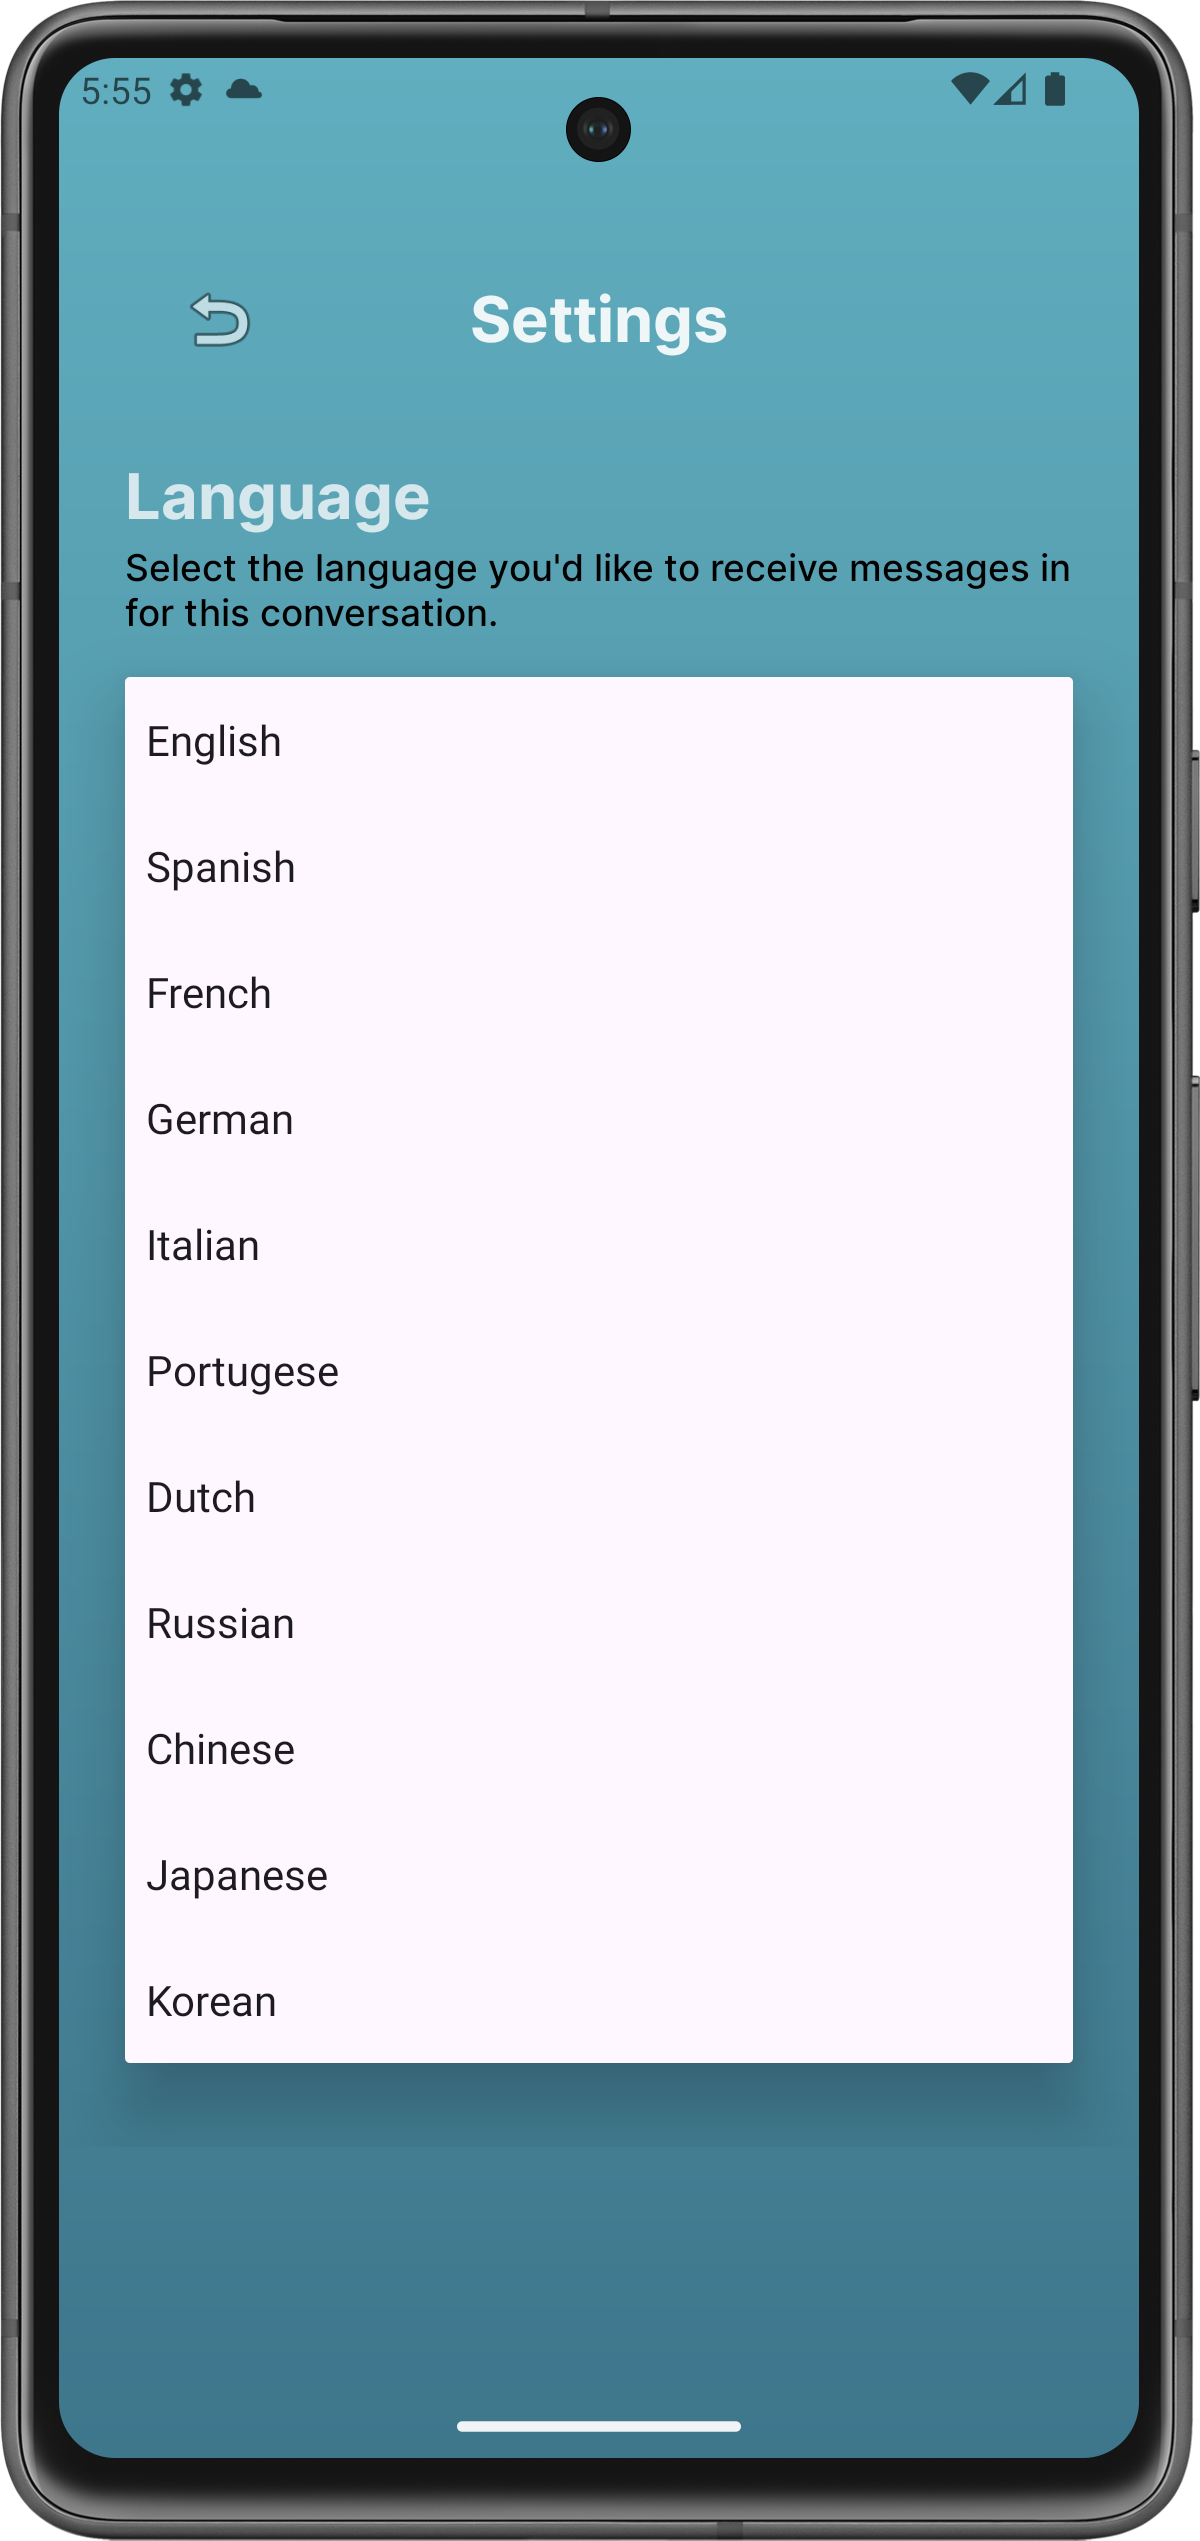 5:55
Settings
Language
Select the language you'd like to receive messages in
for this conversation.
English
Spanish
French
German
Italian
Portugese
Dutch
Russian
Chinese
Japanese
Korean